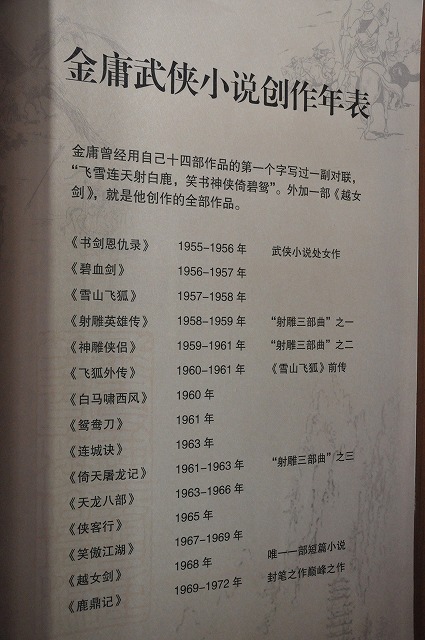 金庸武侠小说创作年表
金庸曾经用自己十四部作品的第一个字写过一副对联，
“飞雪连天射白鹿，笑书神侠倚碧鸳”。外加一部《越女
剑》，就是他创作的全部作品。
《书剑恩仇录》 1955-1956 年 武侠小说处女作
《碧血剑》 1956-1957 年
《雪山飞狐》 1957-1958 年
《射雕英雄传》 1958-1959 年 “射雕三部曲”之一
《神雕侠侣》 1959-1961 年 “射雕三部曲”之二
《飞狐外传》 1960-1961 年 《雪山飞狐》前传
《白马啸西风》 1960 年
《鸳鸯刀》 1961 年
《连城诀》 1963 年
《倚天屠龙记》 1961-1963 年 “射雕三部曲”之三
《天龙八部》 1963-1966 年
《侠客行》 1965 年
《笑傲江湖》 1967-1969 年
《越女剑》 1968 年 唯一一部短篇小说
《鹿鼎记》 1969-1972 年 封笔之作巅峰之作